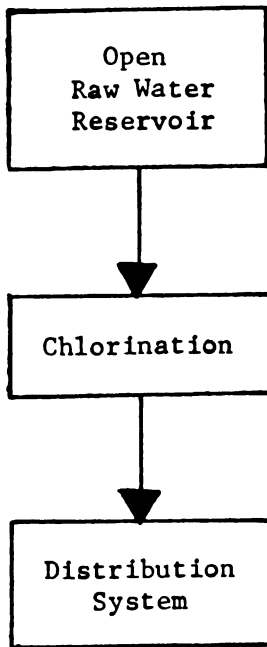 Open
Raw Water
Reservoir
Chlorination
Distribution
System